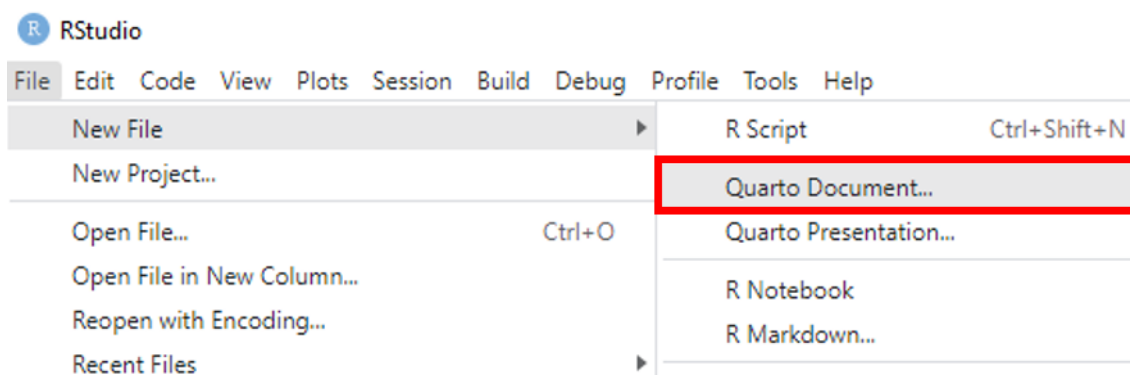 R RStudio
File Edit Code View Plots Session Build Debug Profile Tools Help
New File
New Project...
Open File... Ctrl+O
Open File in New Column...
Reopen with Encoding...
Recent Files
R Script Ctrl+Shift+N
Quarto Document...
Quarto Presentation...
R Notebook
R Markdown...